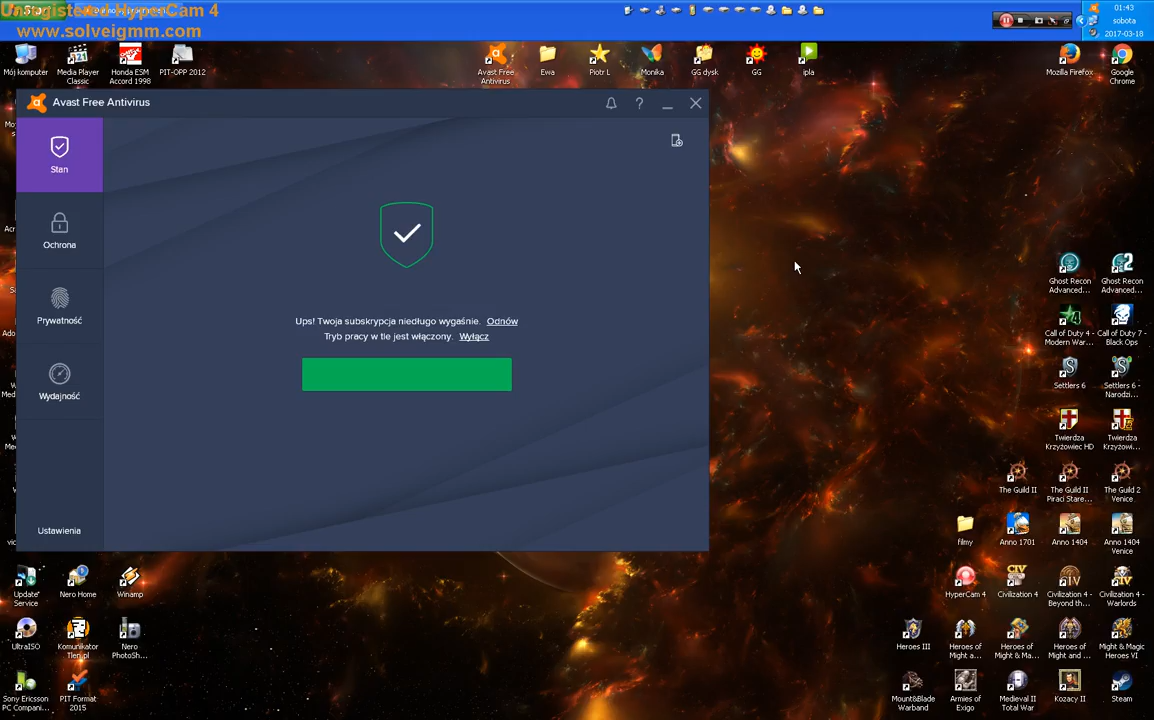 Unregistered HyperCam 4
www.solveigmm.com
01:43
sobota
2017-03-18
Mój komputer
Media Player
Classic
Honda ESM
Accord 1998
PIT-OPP 2012
Avast Free
Antivirus
Ewa
Piotr L
Monika
GG dysk
GG
ipla
Mozilla Firefox
Google
Chrome
Avast Free Antivirus
Stan
Ochrona
Prywatność
Wydajność
Ustawienia
Ups! Twoja subskrypcja niedługo wygaśnie. Odnów
Tryb pracy w tle jest włączony. Wyłącz
Ghost Recon
Advanced...
Ghost Recon
Advanced...
Call of Duty 4 -
Modern War...
Call of Duty 7 -
Black Ops
Settlers 6
Settlers 6 -
Narodzi...
Twierdza
Krzyżowiec HD
Twierdza
Krzyżowi...
The Guild II
The Guild II
Piraci Stare...
The Guild 2
Venice
filmy
Anno 1701
Anno 1404
Anno 1404
Venice
Update"
Service
Nero Home
Winamp
HyperCam 4
Civilization 4
Civilization 4 -
Beyond th...
Civilization 4 -
Warlords
UltraISO
Komunikator
Tlen.pl
Nero
PhotoSh...
Heroes III
Heroes of
Might a...
Heroes of
Might & Ma...
Heroes of
Might and ...
Might & Magic
Heroes VI
Sony Ericsson
PC Compani...
PIT Format
2015
Mount&Blade
Warband
Armies of
Exigo
Medieval II
Total War
Kozacy II
Steam